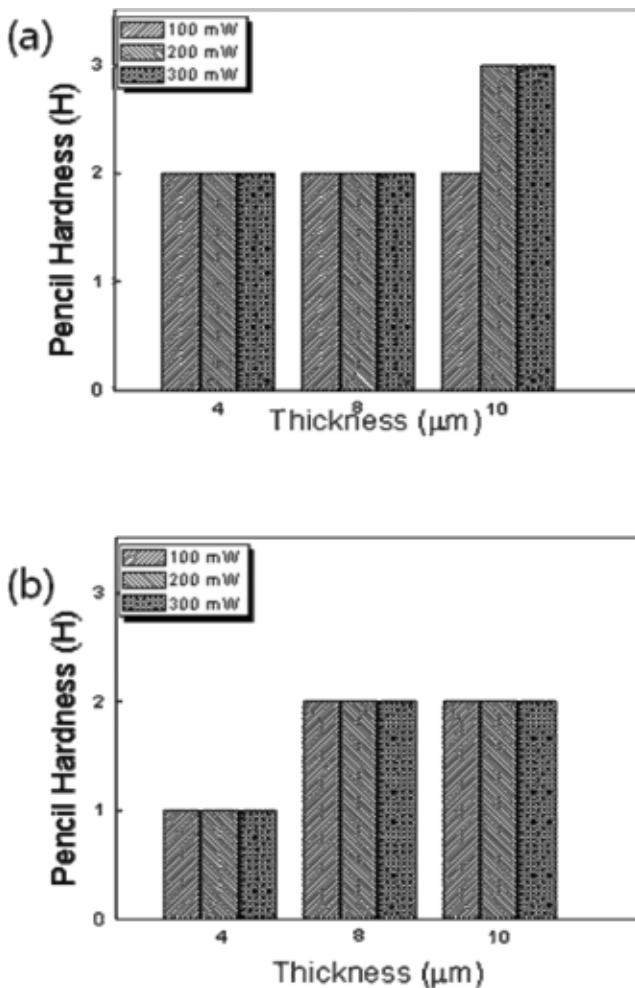 (a)
100 mW
200 mW
300 mW
Pencil Hardness (H)
3
2
1
0
4 8 10
Thickness (μm)
(b)
100 mW
200 mW
300 mW
Pencil Hardness (H)
3
2
1
0
4 8 10
Thickness (μm)